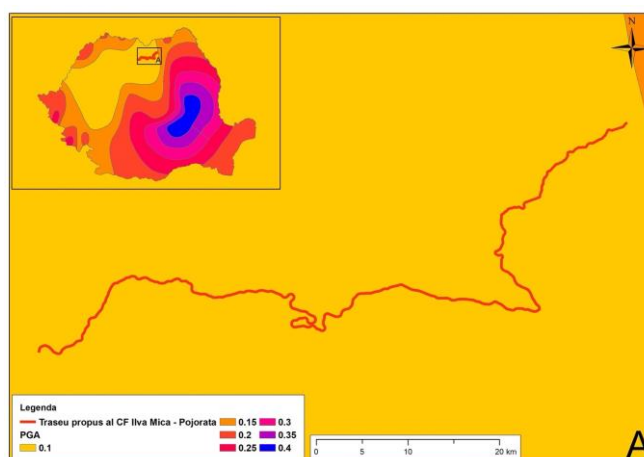 A
N
Legenda
Traseu propus al CF Ilva Mica - Pojorata
PGA
0.1
0.15
0.2
0.25
0.3
0.35
0.4
0 5 10 20 km
A